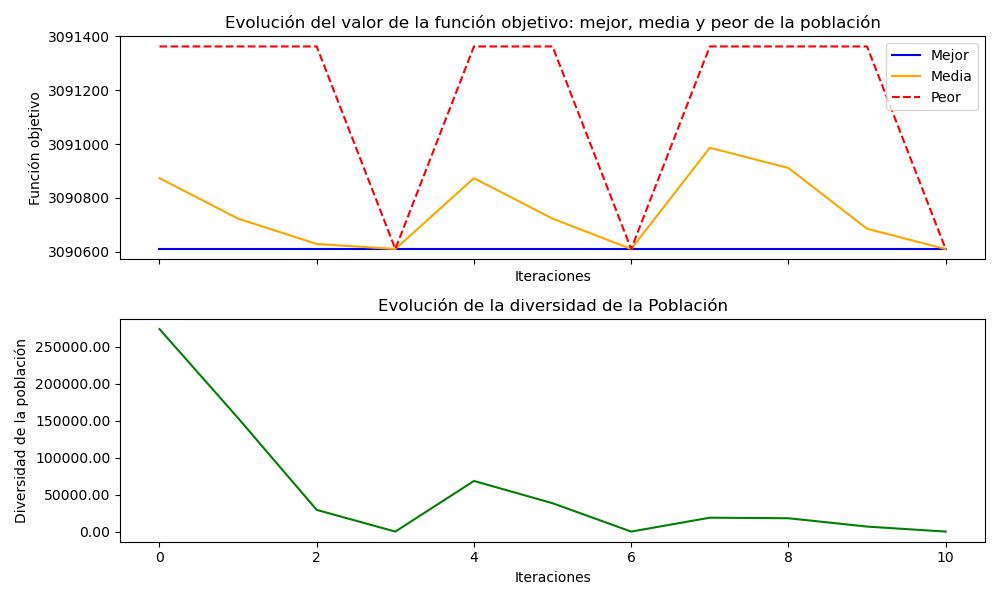 Evolución del valor de la función objetivo: mejor, media y peor de la población
3091400
3091200
3091000
3090800
3090600
Función objetivo
Mejor
Media
Peor
Iteraciones
Evolución de la diversidad de la Población
250000.00
200000.00
150000.00
100000.00
50000.00
0.00
Diversidad de la población
0 2 4 6 8 10
Iteraciones